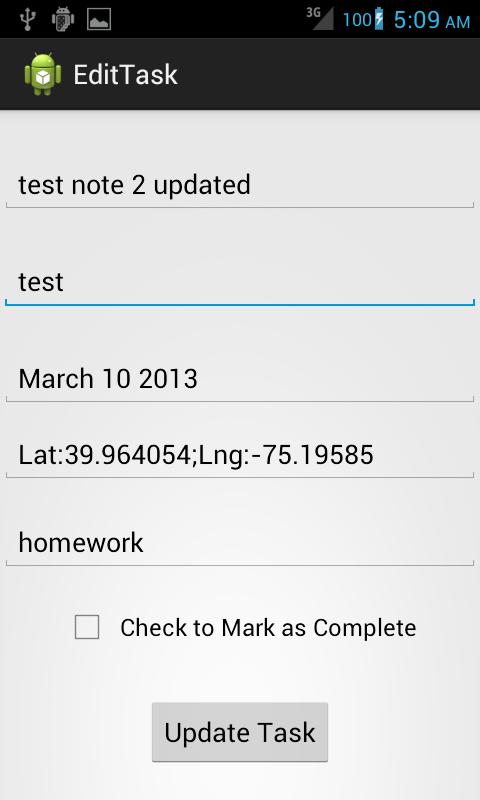 3G 100 5:09 AM
EditTask
test note 2 updated
test
March 10 2013
Lat:39.964054;Lng:-75.19585
homework
Check to Mark as Complete
Update Task